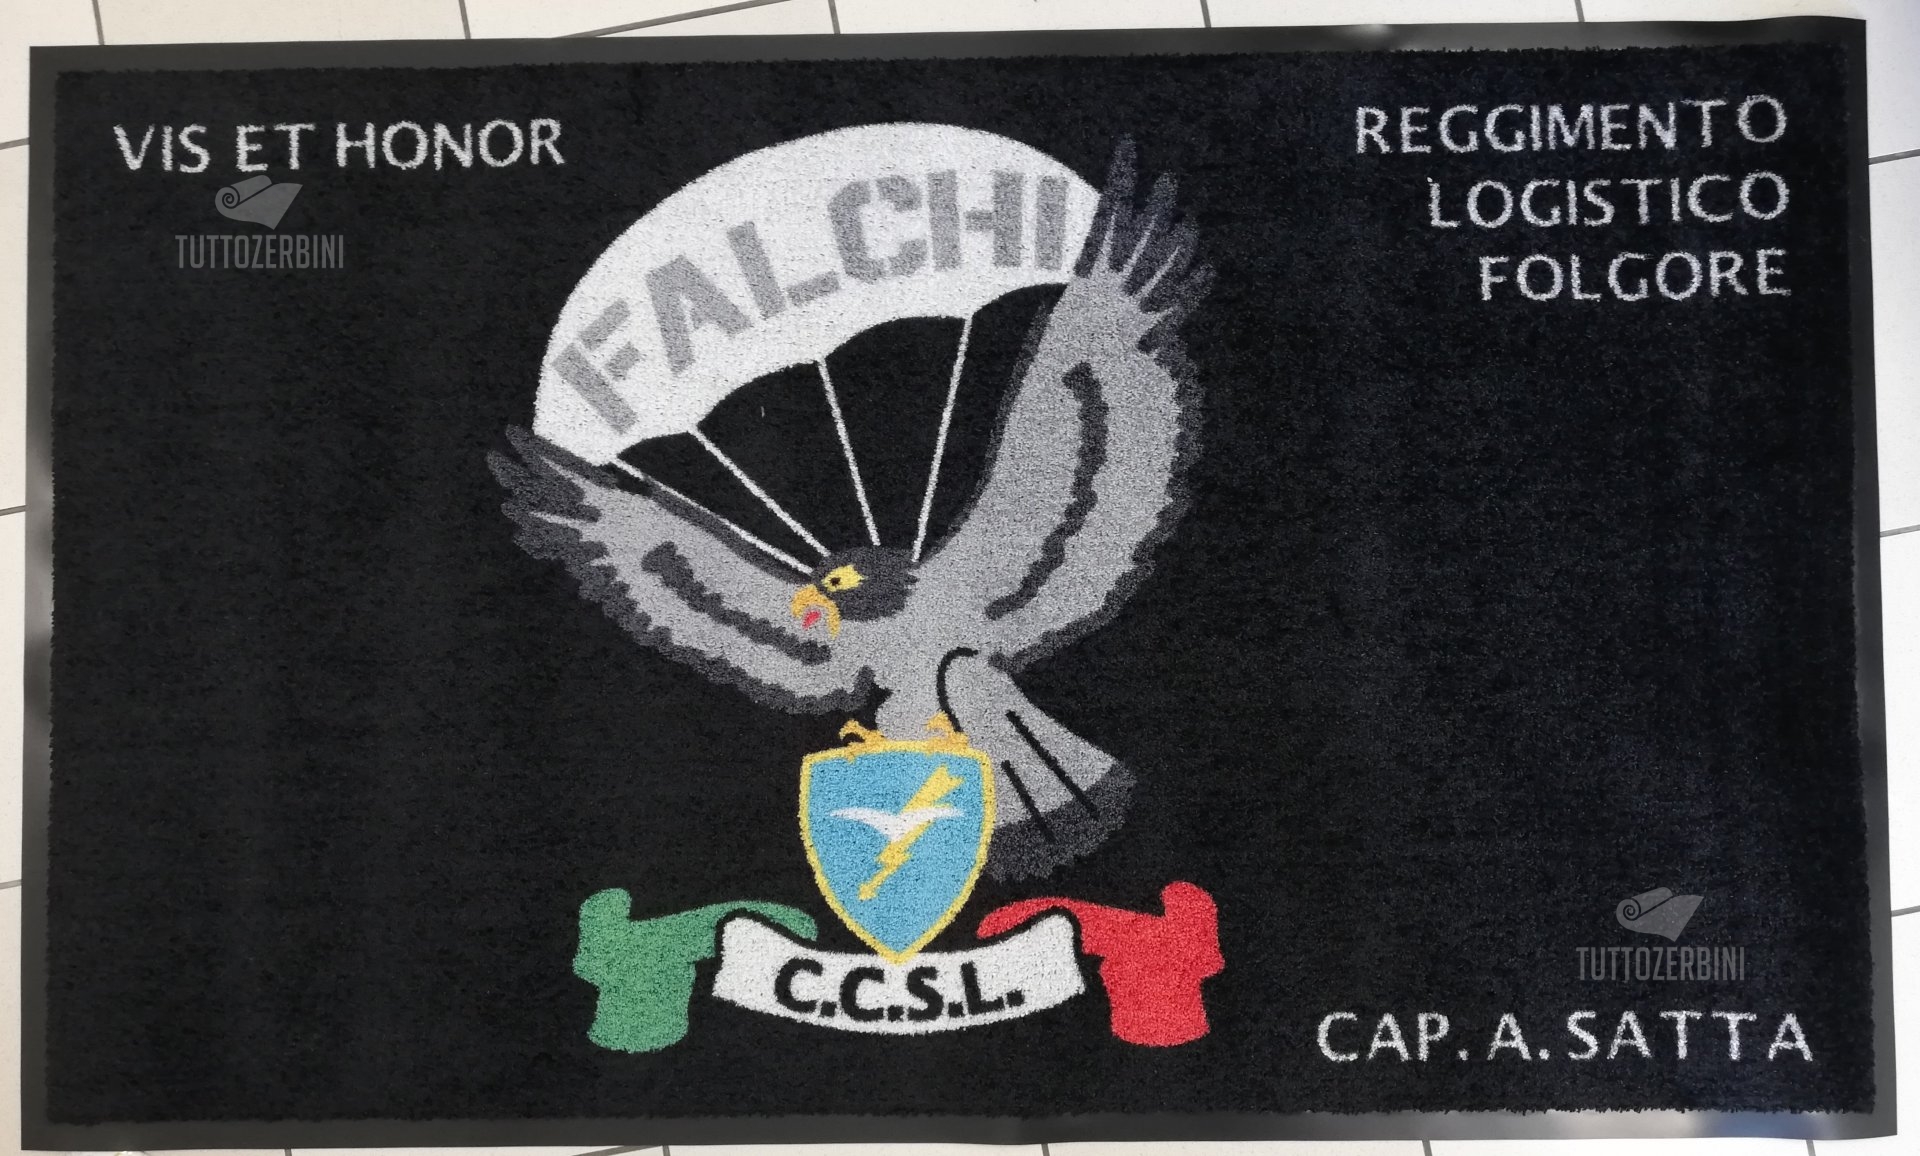 VIS ET HONOR
TUTTOZERBINI
REGGIMENTO
LOGISTICO
FOLGORE
FALCHI
C.C.S.L.
TUTTOZERBINI
CAP. A. SATTA